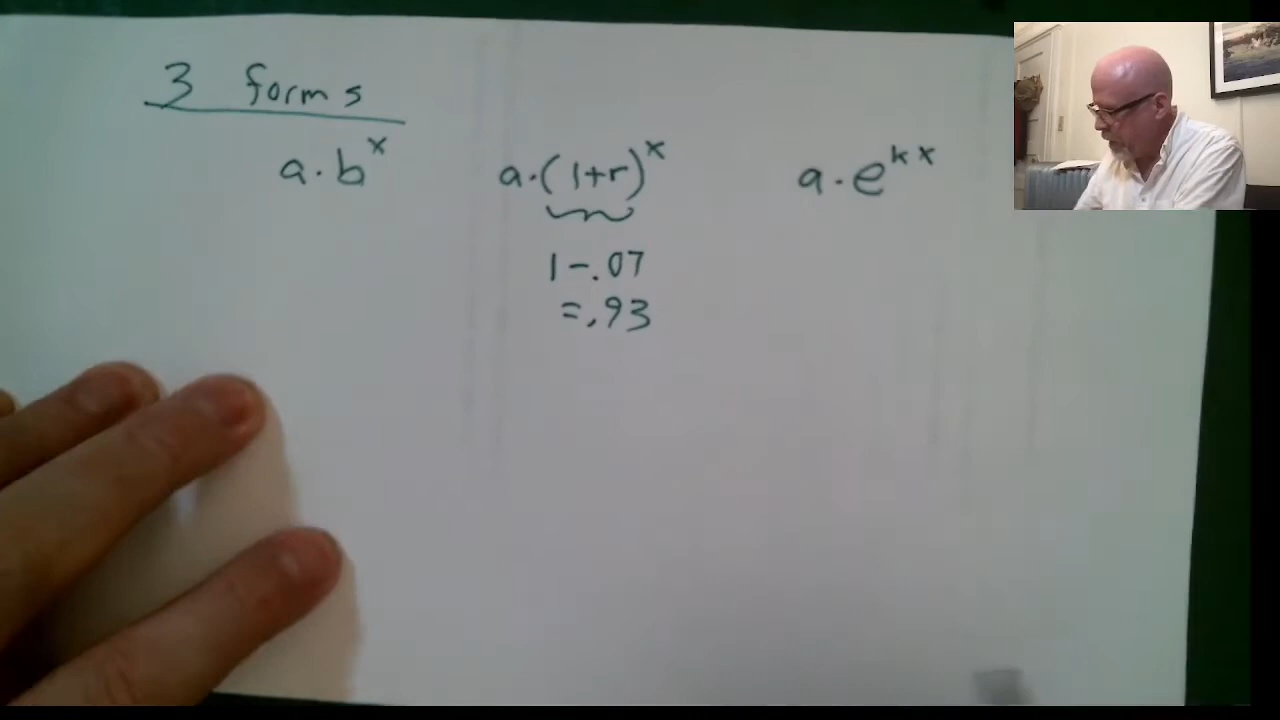 3 forms
a·b^x a·(1+r)^x a·e^kx
1-.07
=.93